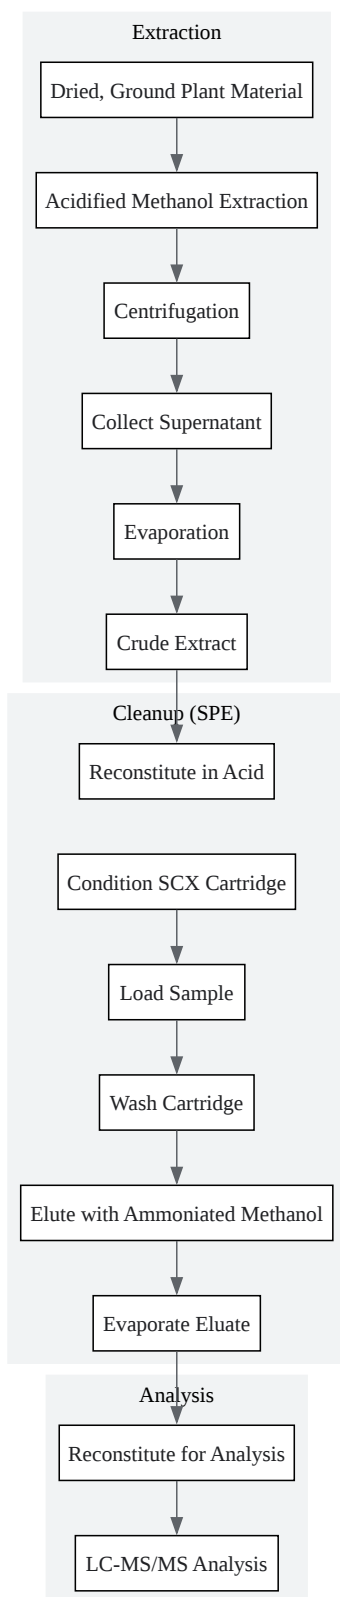 Extraction
Dried, Ground Plant Material
Acidified Methanol Extraction
Centrifugation
Collect Supernatant
Evaporation
Crude Extract
Cleanup (SPE)
Reconstitute in Acid
Condition SCX Cartridge
Load Sample
Wash Cartridge
Elute with Ammoniated Methanol
Evaporate Eluate
Analysis
Reconstitute for Analysis
LC-MS/MS Analysis